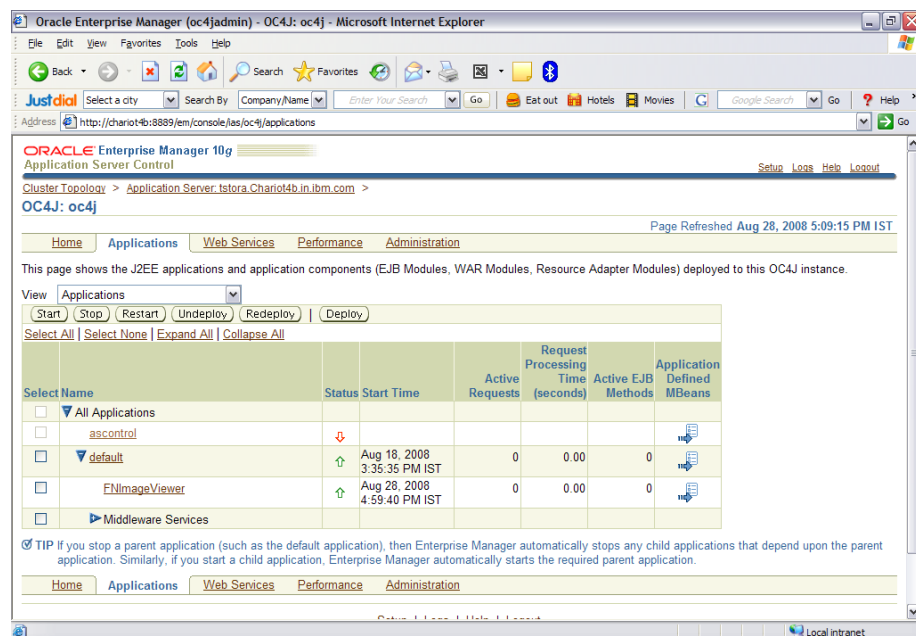 Oracle Enterprise Manager (oc4jadmin) - OC4J: oc4j - Microsoft Internet Explorer
File Edit View Favorites Tools Help
Back Search Favorites
Justdial Select a city Search By Company/Name Enter Your Search Go Eat out Hotels Movies G Google Search Go ? Help
Address http://chariot4b:8889/em/console/ias/oc4j/applications Go
ORACLE Enterprise Manager 10g
Application Server Control
Setup Logs Help Logout
Cluster Topology > Application Server: tstora.Chariot4b.in.ibm.com >
OC4J: oc4j
Page Refreshed Aug 28, 2008 5:09:15 PM IST
Home Applications Web Services Performance Administration
This page shows the J2EE applications and application components (EJB Modules, WAR Modules, Resource Adapter Modules) deployed to this OC4J instance.
View Applications
Start Stop Restart Undeploy Redeploy | Deploy
Select All | Select None | Expand All | Collapse All
Select Name Status Start Time Active Requests Request Processing Time (seconds) Active EJB Methods Application Defined MBeans
All Applications
ascontrol
default Aug 18, 2008 3:35:35 PM IST 0 0.00 0
FNImageViewer Aug 28, 2008 4:59:40 PM IST 0 0.00 0
Middleware Services
TIP If you stop a parent application (such as the default application), then Enterprise Manager automatically stops any child applications that depend upon the parent
application. Similarly, if you start a child application, Enterprise Manager automatically starts the required parent application.
Home Applications Web Services Performance Administration
Setup | Logs | Help | Logout
Local intranet